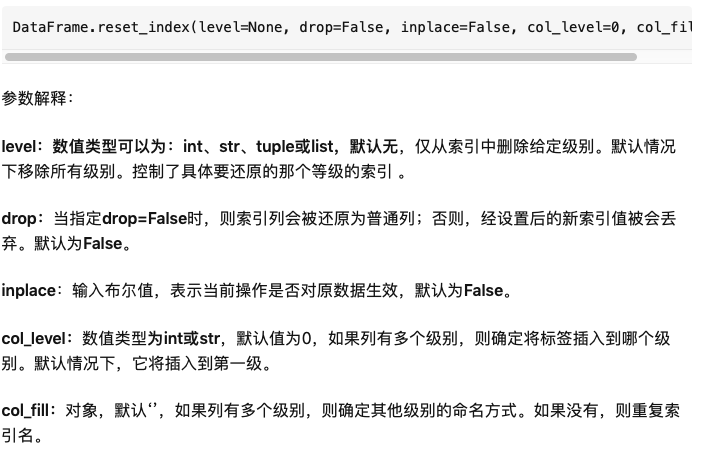 DataFrame.reset_index(level=None, drop=False, inplace=False, col_level=0, col_fil
参数解释：
level：数值类型可以为：int、str、tuple或list，默认无，仅从索引中删除给定级别。默认情况
下移除所有级别。控制了具体要还原的那个等级的索引 。
drop：当指定drop=False时，则索引列会被还原为普通列；否则，经设置后的新索引值被会丢
弃。默认为False。
inplace：输入布尔值，表示当前操作是否对原数据生效，默认为False。
col_level：数值类型为int或str，默认值为0，如果列有多个级别，则确定将标签插入到哪个级
别。默认情况下，它将插入到第一级。
col_fill：对象，默认‘’，如果列有多个级别，则确定其他级别的命名方式。如果没有，则重复索
引名。